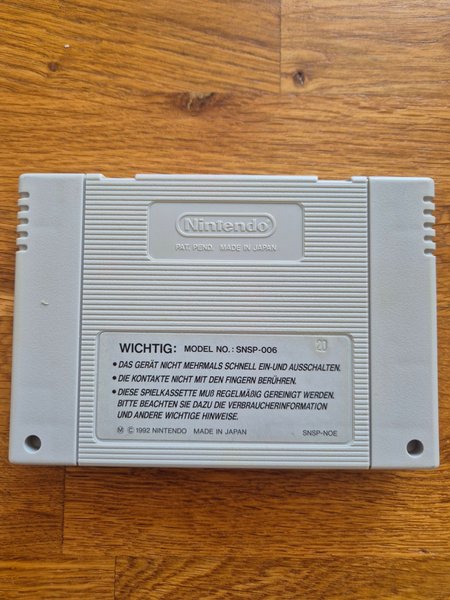 Nintendo
PAT. PEND. MADE IN JAPAN
WICHTIG: MODEL NO.: SNSP-006 20
• DAS GERÄT NICHT MEHRMALS SCHNELL EIN-UND AUSSCHALTEN.
• DIE KONTAKTE NICHT MIT DEN FINGERN BERÜHREN.
• DIESE SPIELKASSETTE MUß REGELMÄßIG GEREINIGT WERDEN.
BITTE BEACHTEN SIE DAZU DIE VERBRAUCHERINFORMATION
UND ANDERE WICHTIGE HINWEISE.
Ⓜ © 1992 NINTENDO MADE IN JAPAN SNSP-NOE